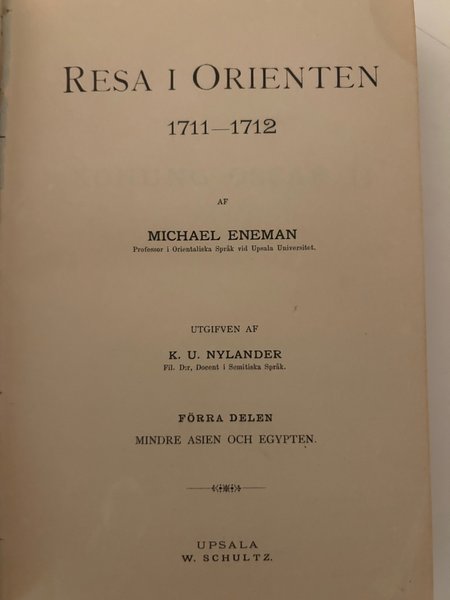 RESA I ORIENTEN
1711—1712
AF
MICHAEL ENEMAN
Professor i Orientaliska Språk vid Upsala Universitet.
UTGIFVEN AF
K. U. NYLANDER
Fil. D:r, Docent i Semitiska Språk.
FÖRRA DELEN
MINDRE ASIEN OCH EGYPTEN.
UPSALA
W. SCHULTZ.